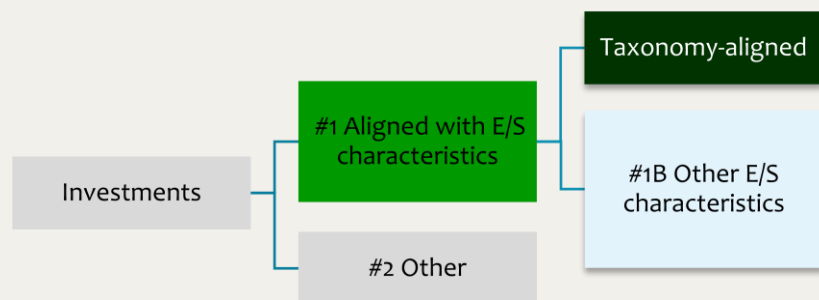 Taxonomy-aligned
#1 Aligned with E/S
characteristics
#1B Other E/S
characteristics
Investments
#2 Other